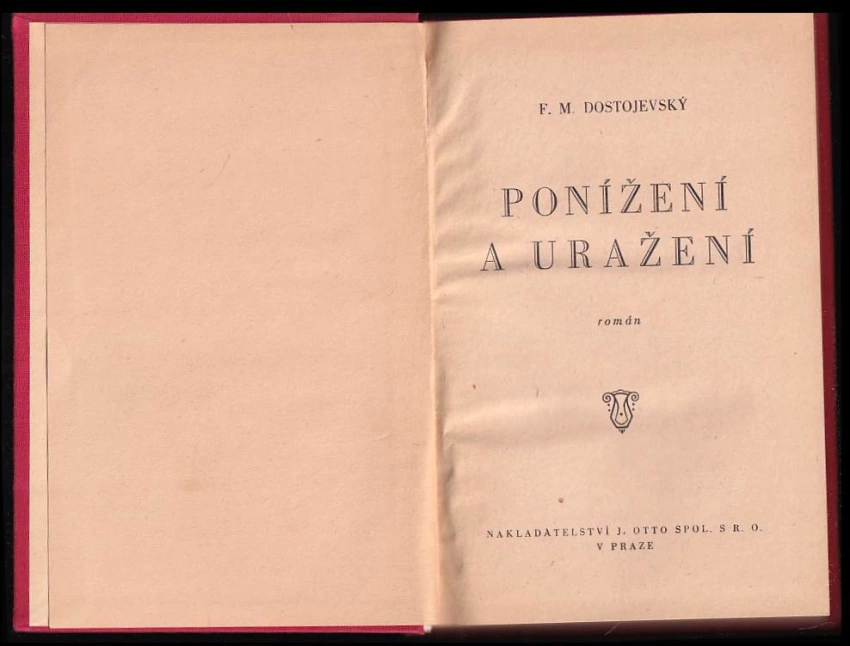 F. M. DOSTOJEVSKÝ
PONÍŽENÍ
A URAŽENÍ
román
NAKLADATELSTVÍ J. OTTO SPOL. S R. O.
V PRAZE